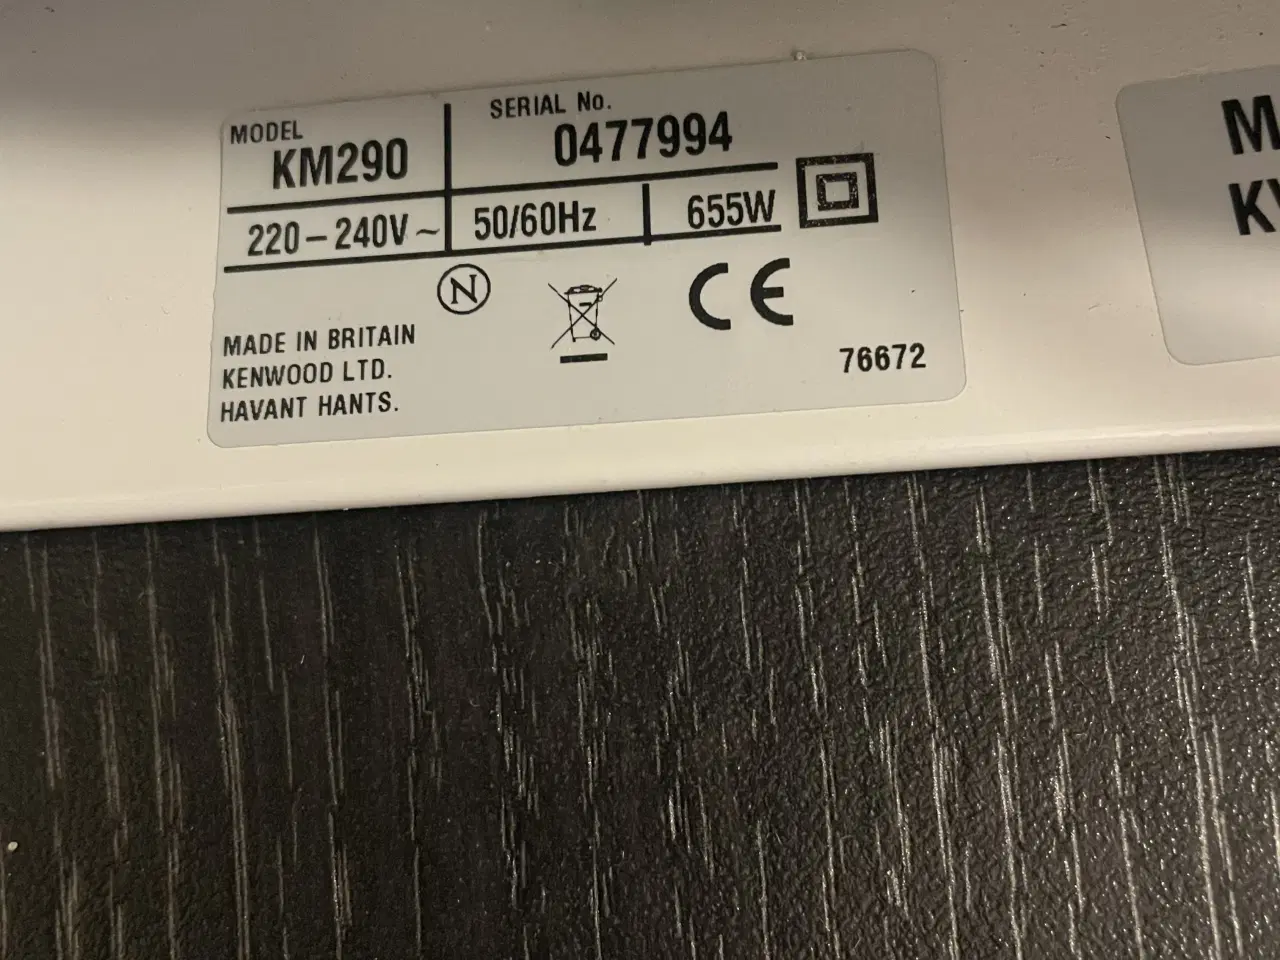 MODEL
KM290
SERIAL No.
0477994
220–240V~
50/60Hz
655W
N
CE
MADE IN BRITAIN
KENWOOD LTD.
HAVANT HANTS.
76672